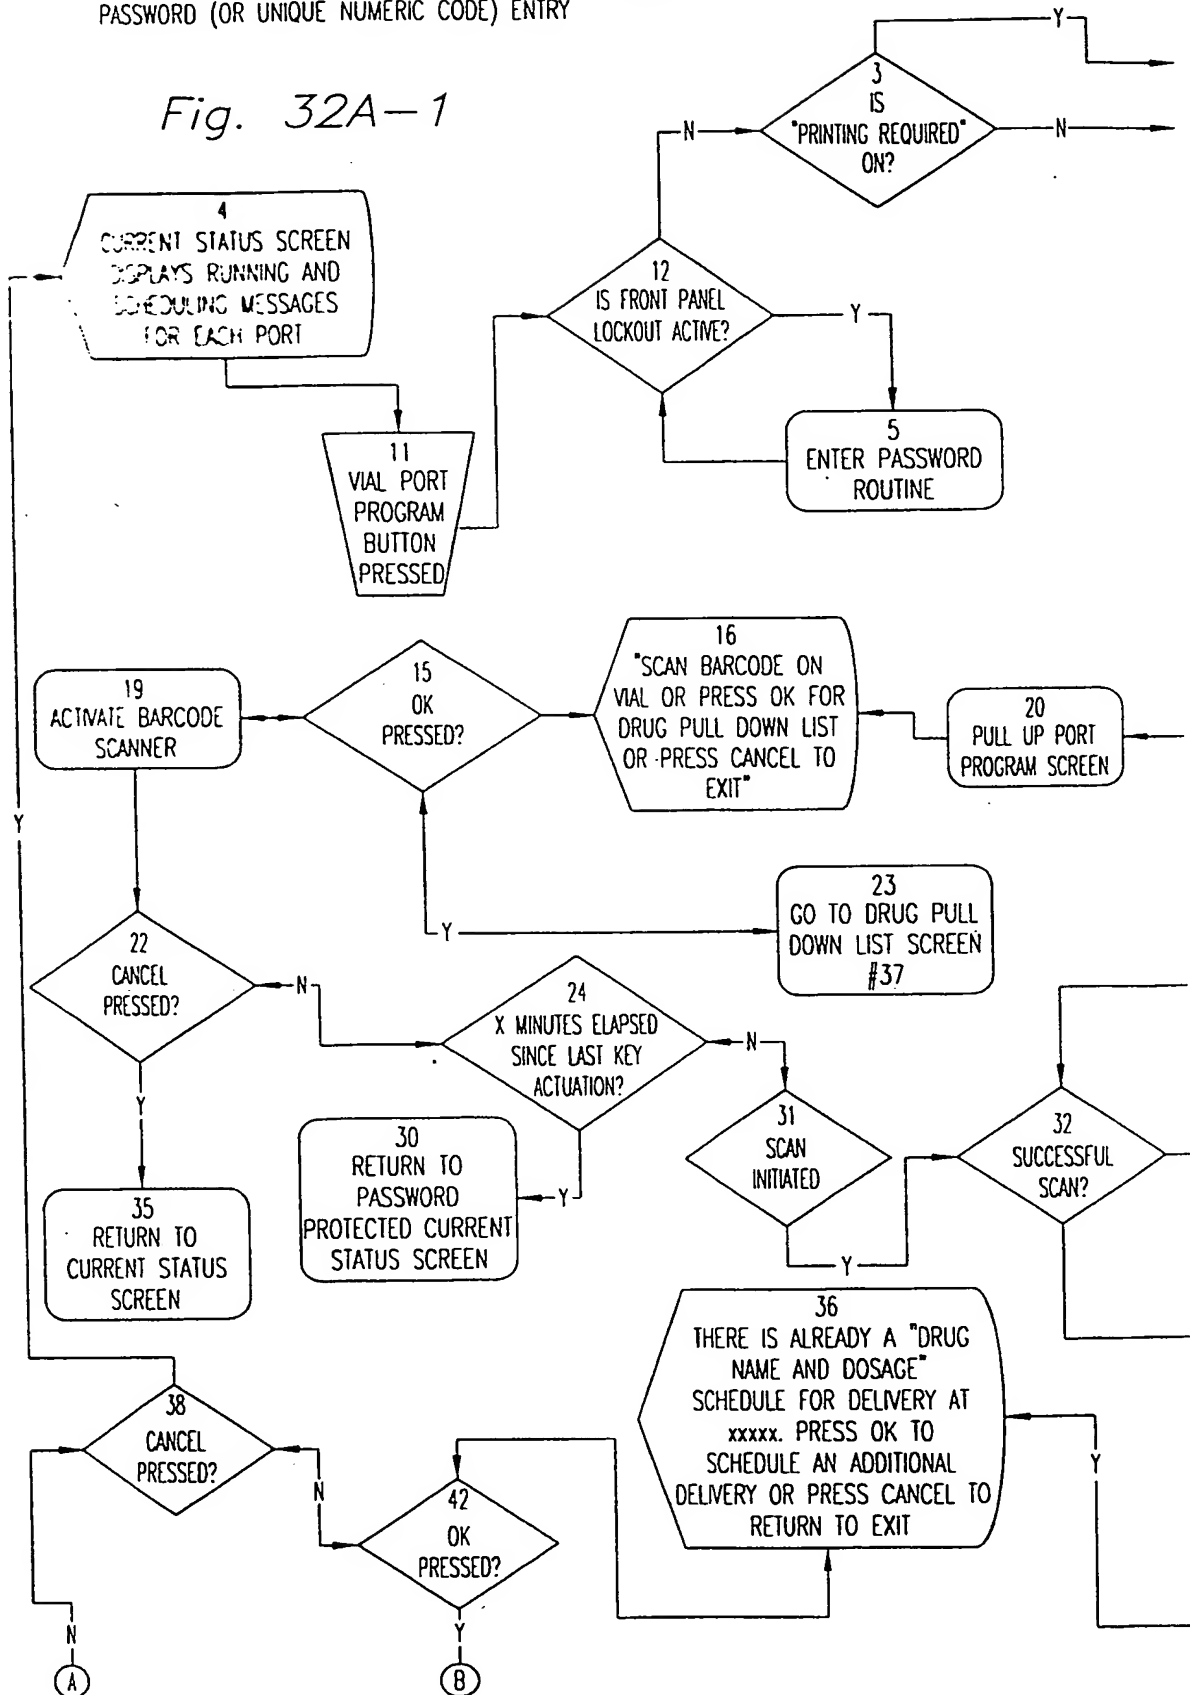 PASSWORD (OR UNIQUE NUMERIC CODE) ENTRY
Fig. 32A-1
Y
3
IS
"PRINTING REQUIRED"
ON?
N
N
4
CURRENT STATUS SCREEN
DISPLAYS RUNNING AND
SCHEDULING MESSAGES
FOR EACH PORT
12
IS FRONT PANEL
LOCKOUT ACTIVE?
Y
11
VIAL PORT
PROGRAM
BUTTON
PRESSED
5
ENTER PASSWORD
ROUTINE
19
ACTIVATE BARCODE
SCANNER
15
OK
PRESSED?
16
"SCAN BARCODE ON
VIAL OR PRESS OK FOR
DRUG PULL DOWN LIST
OR PRESS CANCEL TO
EXIT"
20
PULL UP PORT
PROGRAM SCREEN
Y
23
GO TO DRUG PULL
DOWN LIST SCREEN
#37
Y
22
CANCEL
PRESSED?
N
24
X MINUTES ELAPSED
SINCE LAST KEY
ACTUATION?
N
31
SCAN
INITIATED
32
SUCCESSFUL
SCAN?
Y
30
RETURN TO
PASSWORD
PROTECTED CURRENT
STATUS SCREEN
Y
35
RETURN TO
CURRENT STATUS
SCREEN
Y
36
THERE IS ALREADY A "DRUG
NAME AND DOSAGE"
SCHEDULE FOR DELIVERY AT
xxxxx. PRESS OK TO
SCHEDULE AN ADDITIONAL
DELIVERY OR PRESS CANCEL TO
RETURN TO EXIT
Y
38
CANCEL
PRESSED?
N
42
OK
PRESSED?
N
Y
A
B